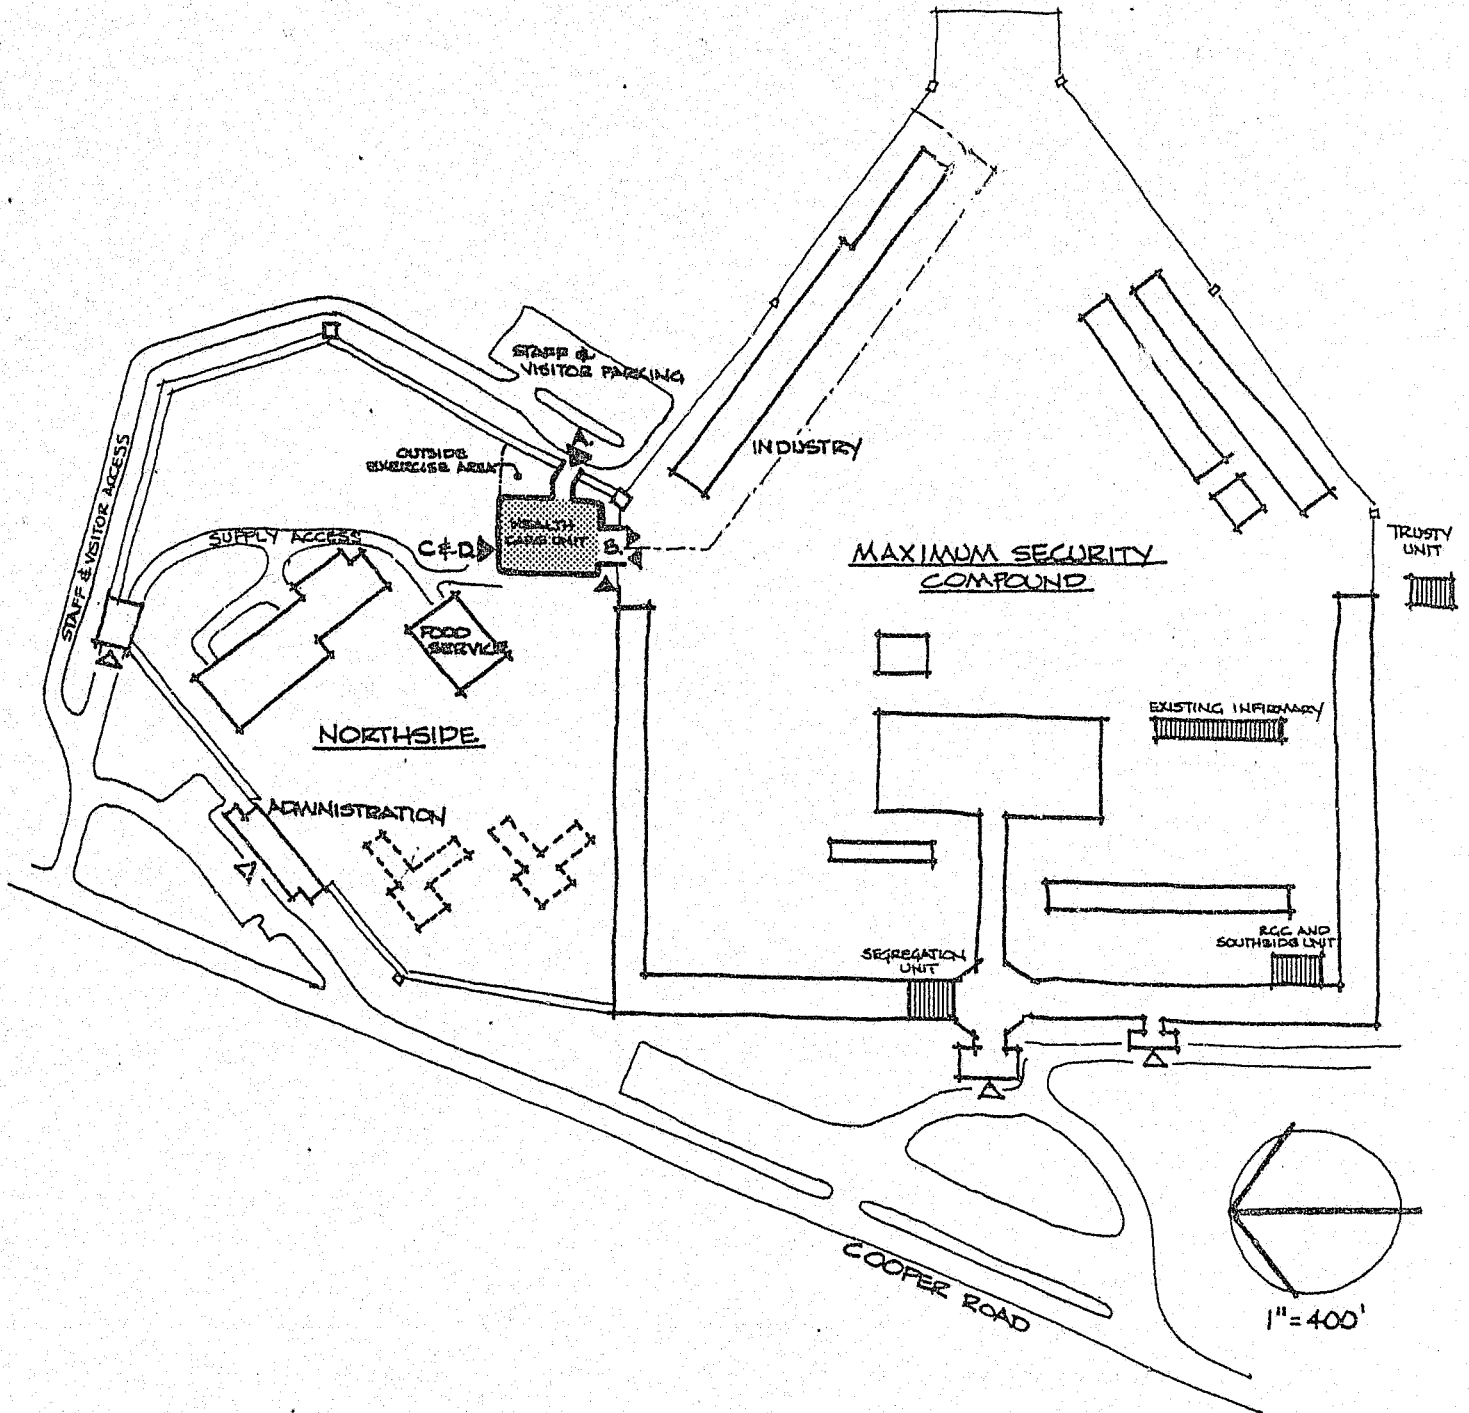 STAFF &
VISITOR PARKING
OUTSIDE
EXERCISE AREA
INDUSTRY
STAFF & VISITOR ACCESS
SUPPLY ACCESS
C & D
HEALTH
CARE UNIT
A.
B.
MAXIMUM SECURITY
COMPOUND
TRUSTY
UNIT
FOOD
SERVICE
NORTHSIDE
EXISTING INFIRMARY
ADMINISTRATION
SEGREGATION
UNIT
RGC AND
SOUTHSIDE UNIT
COOPER ROAD
1"=400'